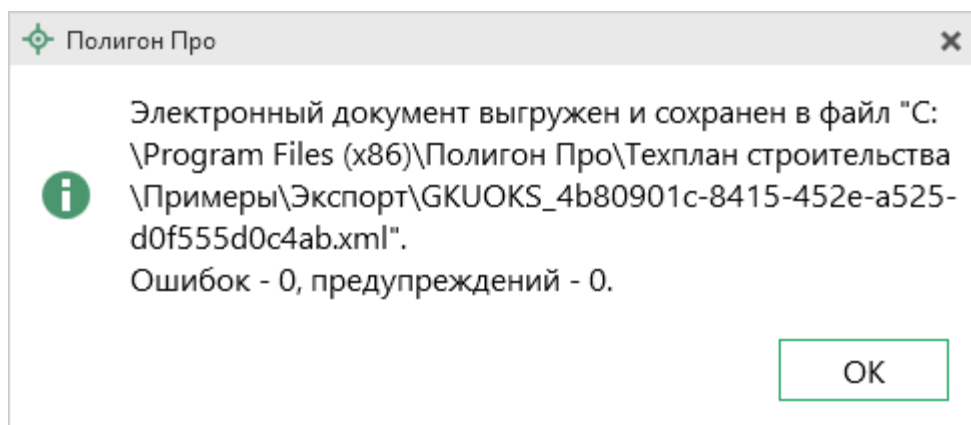 Полигон Про
Электронный документ выгружен и сохранен в файл "C:
\Program Files (x86)\Полигон Про\Техплан строительства
\Примеры\Экспорт\GKUOKS_4b80901c-8415-452e-a525-
d0f555d0c4ab.xml".
Ошибок - 0, предупреждений - 0.
OK